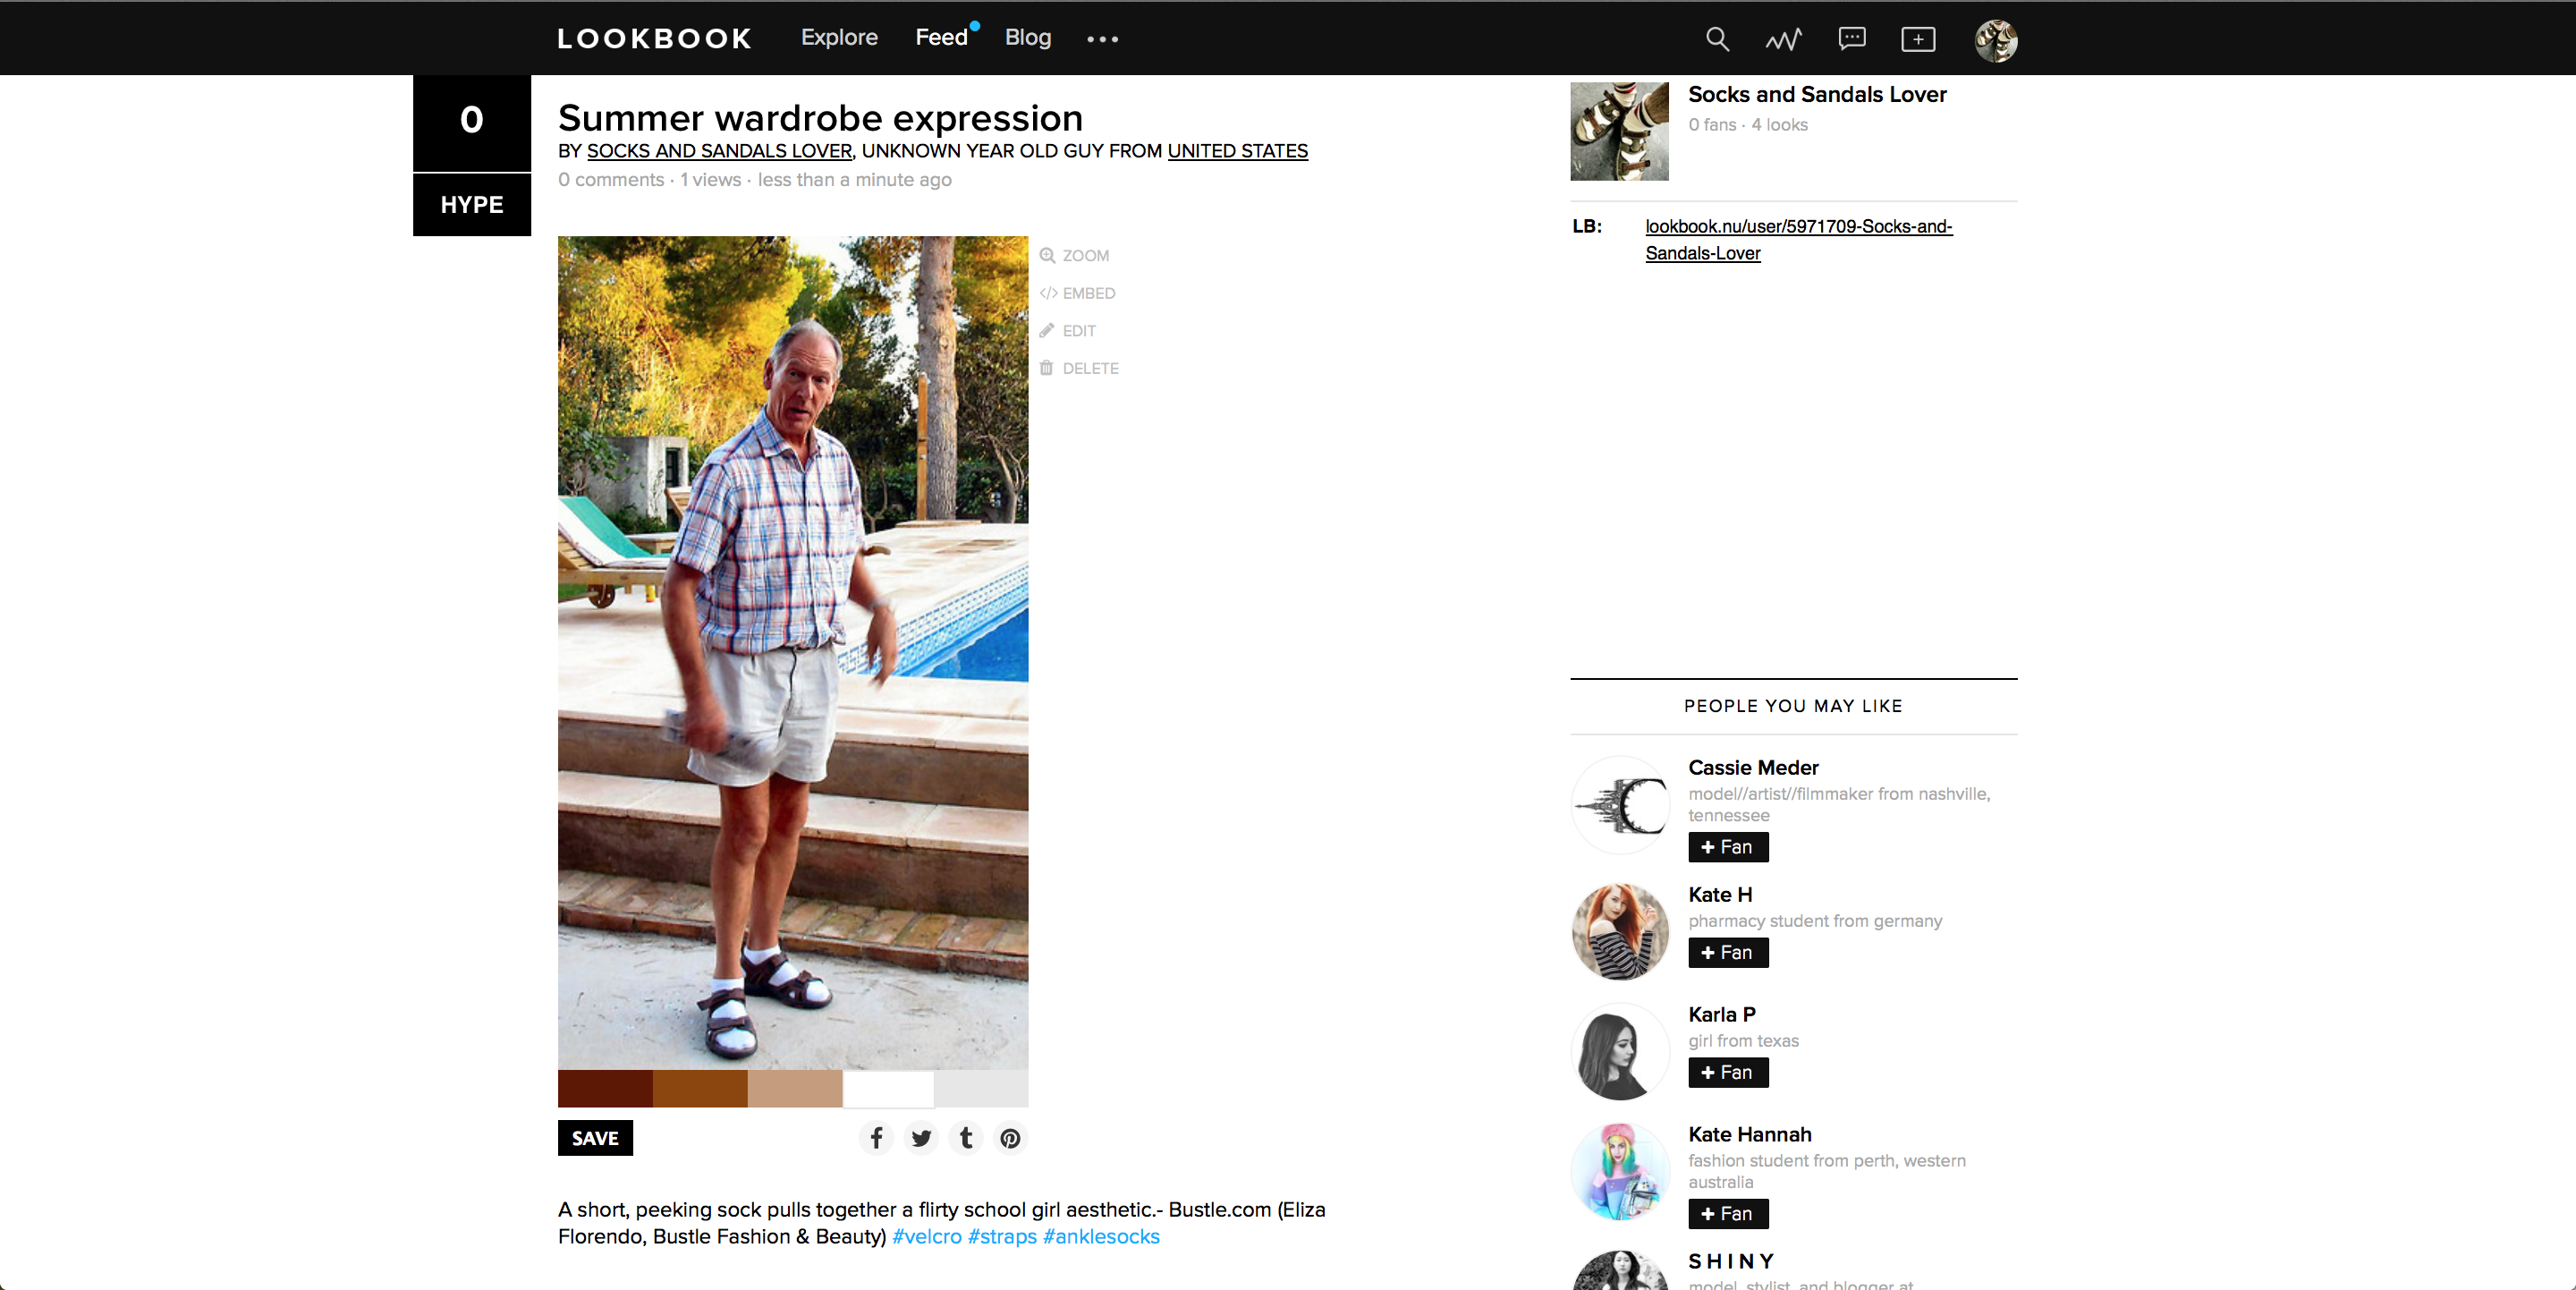 LOOKBOOK Explore Feed Blog
0
HYPE
Summer wardrobe expression
BY SOCKS AND SANDALS LOVER, UNKNOWN YEAR OLD GUY FROM UNITED STATES
0 comments · 1 views · less than a minute ago
ZOOM
</> EMBED
EDIT
DELETE
SAVE
A short, peeking sock pulls together a flirty school girl aesthetic.- Bustle.com (Eliza
Florendo, Bustle Fashion & Beauty) #velcro #straps #anklesocks
Socks and Sandals Lover
0 fans · 4 looks
LB: lookbook.nu/user/5971709-Socks-and-
Sandals-Lover
PEOPLE YOU MAY LIKE
Cassie Meder
model//artist//filmmaker from nashville,
tennessee
+ Fan
Kate H
pharmacy student from germany
+ Fan
Karla P
girl from texas
+ Fan
Kate Hannah
fashion student from perth, western
australia
+ Fan
S H I N Y
model, stylist, and blogger at